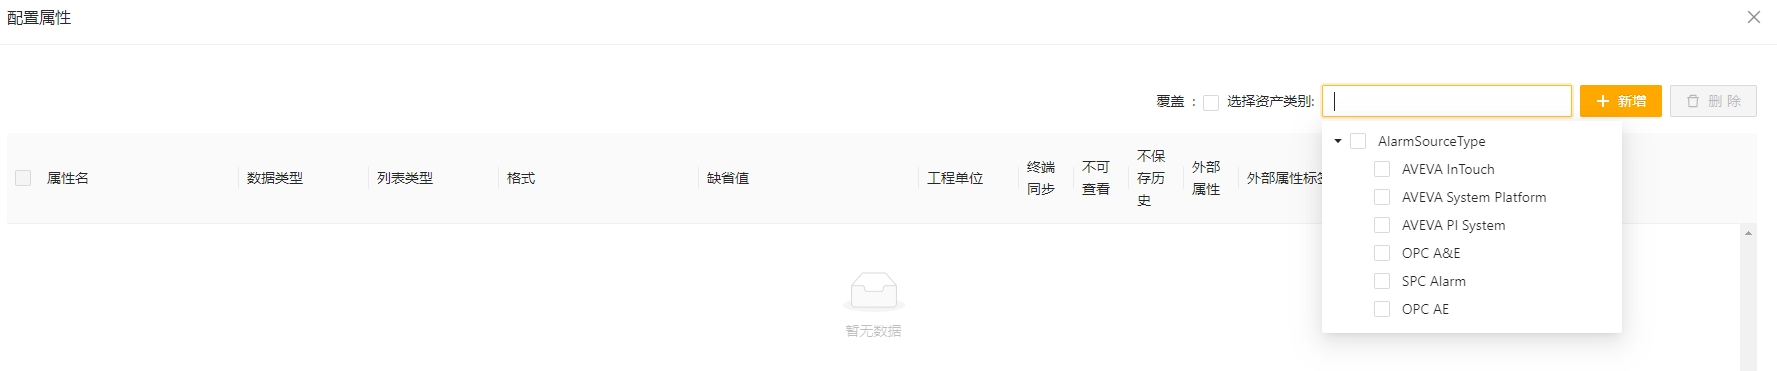 配置属性
覆盖 : 选择资产类别:
新增
删 除
属性名
数据类型
列表类型
格式
缺省值
工程单位
终端
同步
不可
查看
不保
存历
史
外部
属性
外部属性标签
AlarmSourceType
AVEVA InTouch
AVEVA System Platform
AVEVA PI System
OPC A&E
SPC Alarm
OPC AE
暂无数据